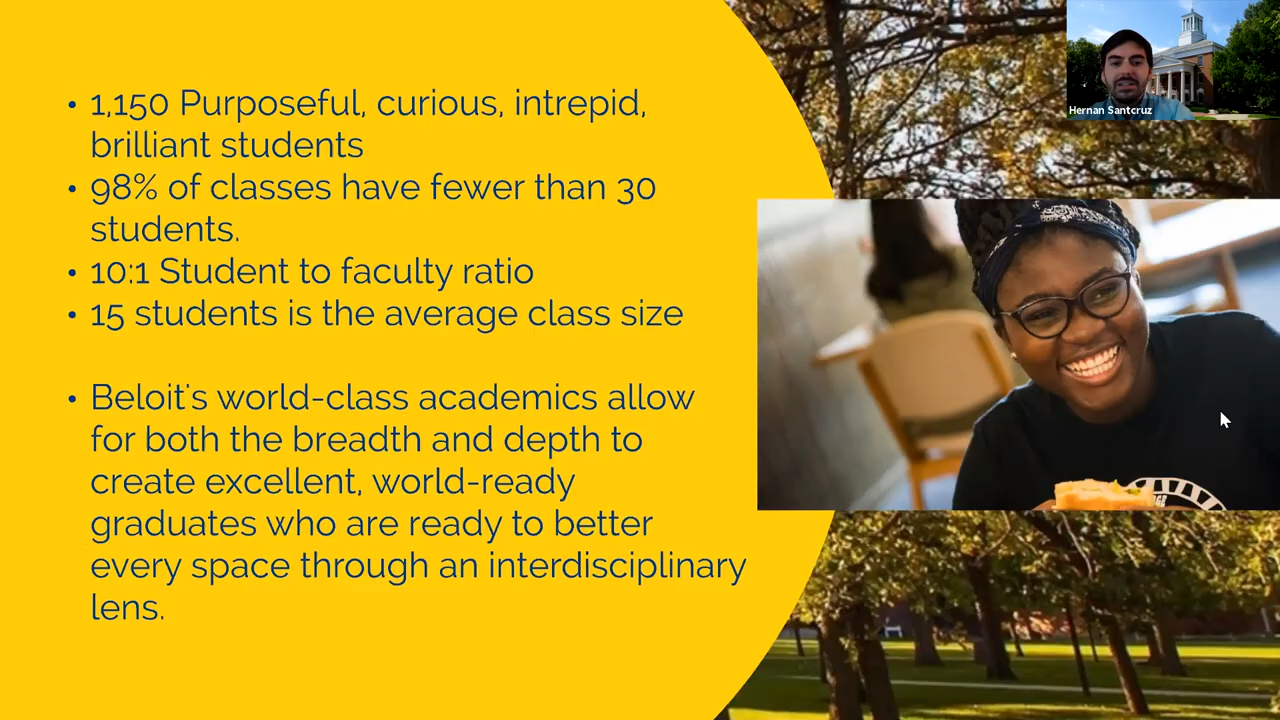 • 1,150 Purposeful, curious, intrepid,
brilliant students
• 98% of classes have fewer than 30
students.
• 10:1 Student to faculty ratio
• 15 students is the average class size
• Beloit's world-class academics allow
for both the breadth and depth to
create excellent, world-ready
graduates who are ready to better
every space through an interdisciplinary
lens.
Hernan Santcruz